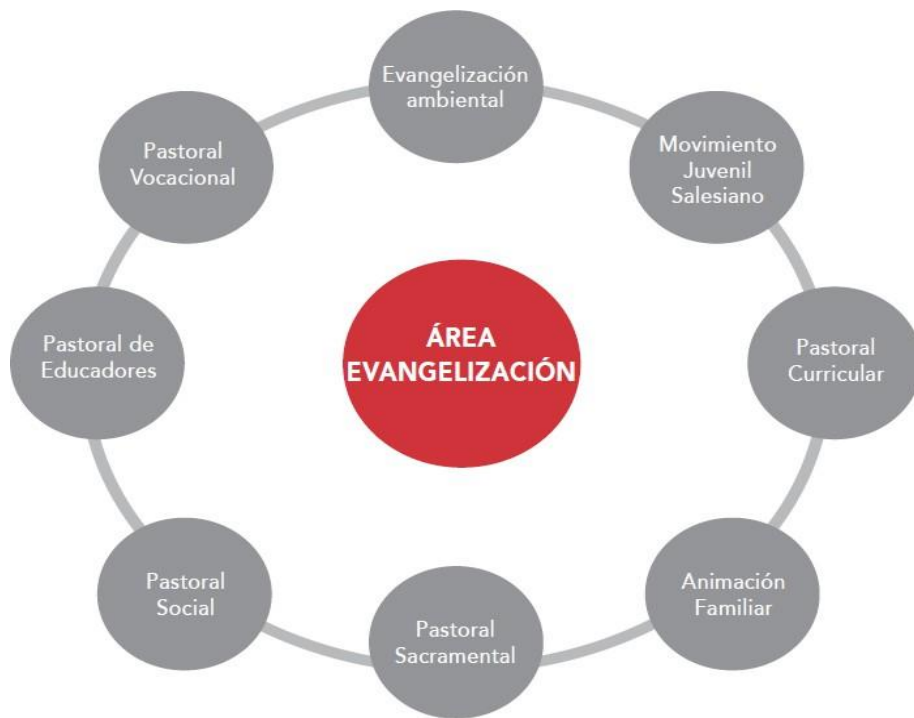 Evangelización
ambiental
Movimiento
Juvenil
Salesiano
Pastoral
Curricular
Animación
Familiar
Pastoral
Sacramental
Pastoral
Social
Pastoral de
Educadores
Pastoral
Vocacional
ÁREA
EVANGELIZACIÓN